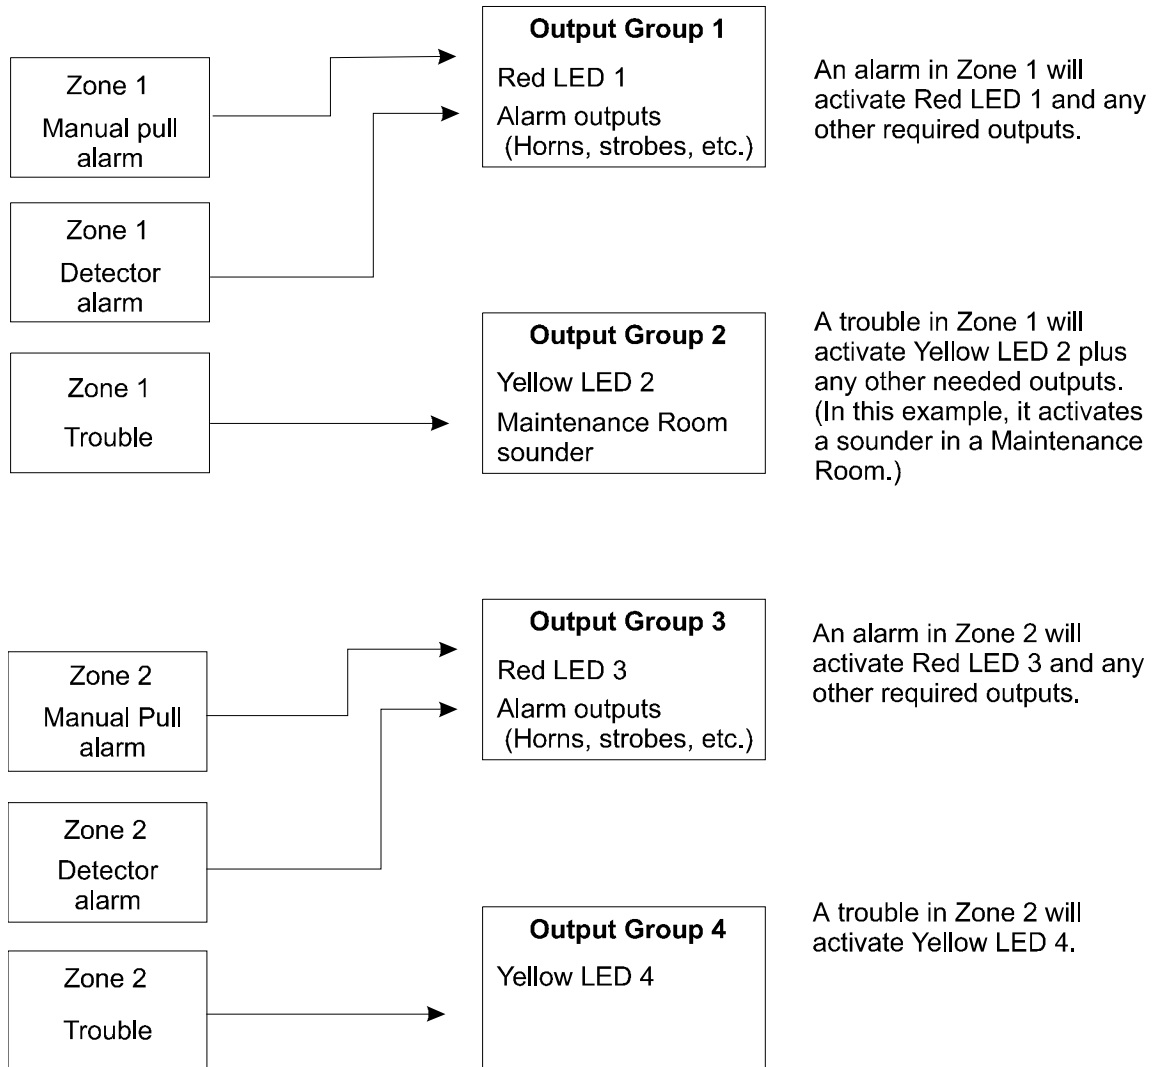 Zone 1
Manual pull
alarm
Output Group 1
Red LED 1
Alarm outputs
(Horns, strobes, etc.)
An alarm in Zone 1 will
activate Red LED 1 and any
other required outputs.
Zone 1
Detector
alarm
Zone 1
Trouble
Output Group 2
Yellow LED 2
Maintenance Room
sounder
A trouble in Zone 1 will
activate Yellow LED 2 plus
any other needed outputs.
(In this example, it activates
a sounder in a Maintenance
Room.)
Zone 2
Manual Pull
alarm
Output Group 3
Red LED 3
Alarm outputs
(Horns, strobes, etc.)
An alarm in Zone 2 will
activate Red LED 3 and any
other required outputs.
Zone 2
Detector
alarm
Zone 2
Trouble
Output Group 4
Yellow LED 4
A trouble in Zone 2 will
activate Yellow LED 4.